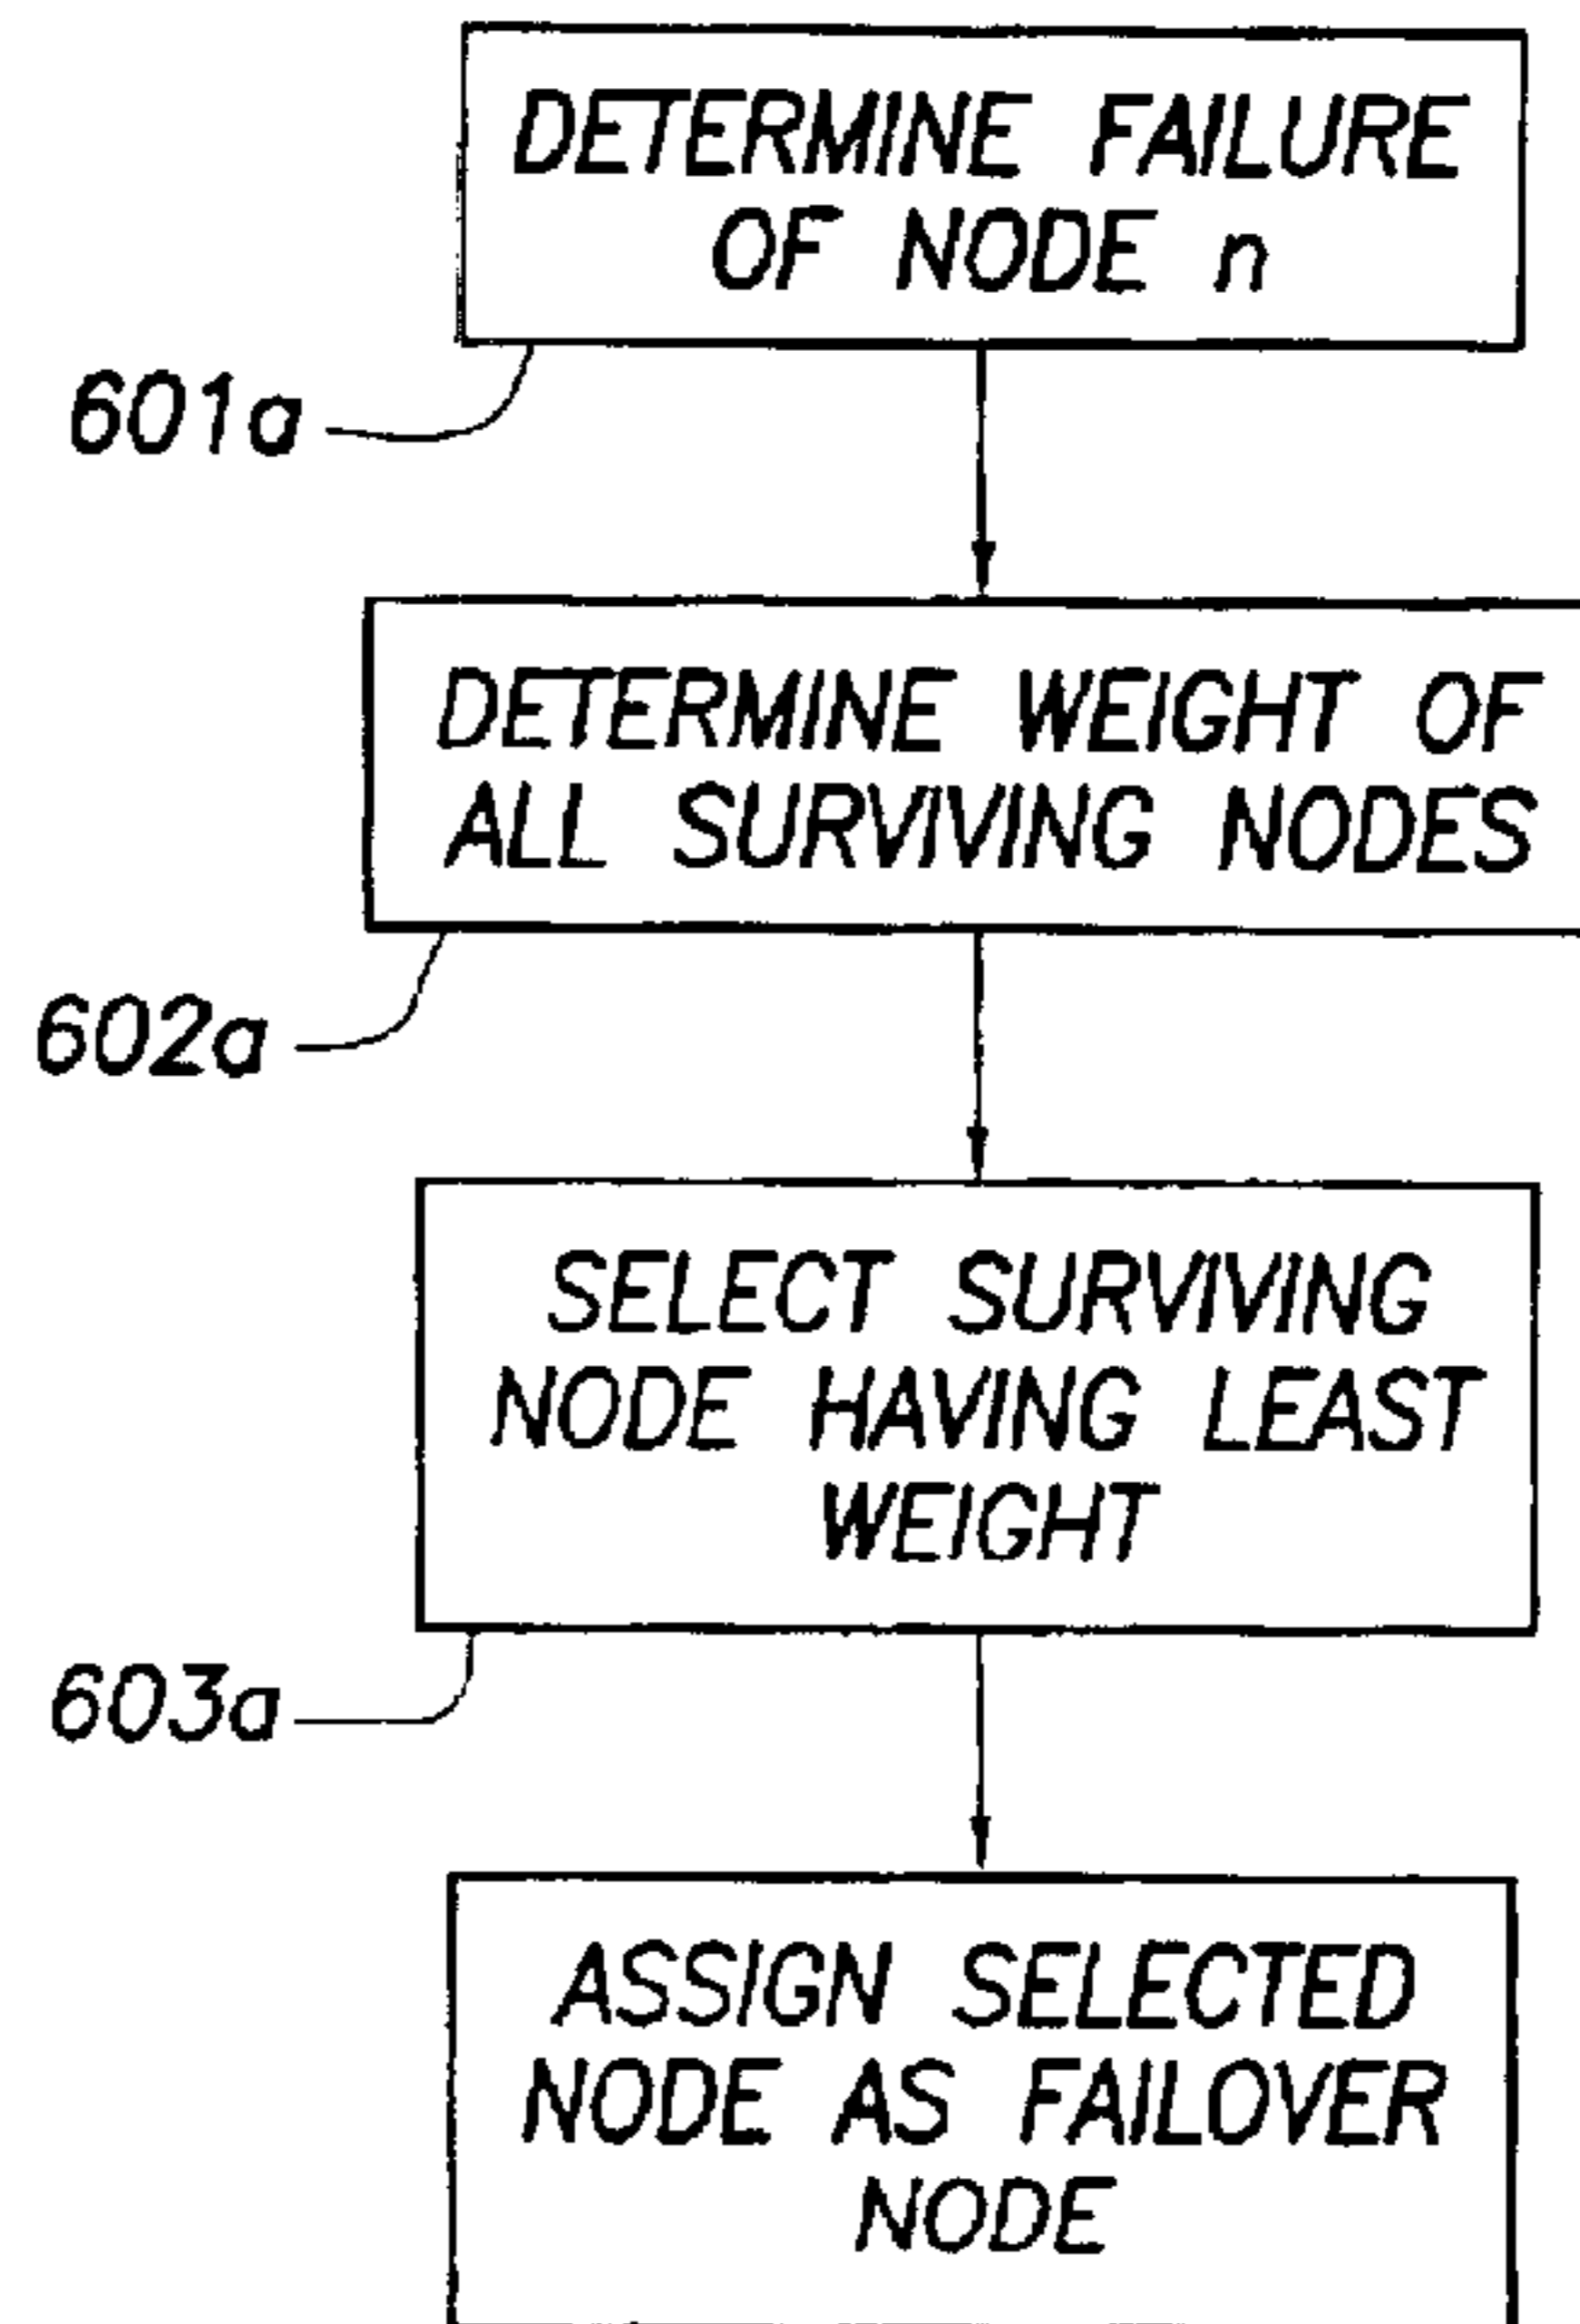 DETERMINE FAILURE
OF NODE n
601a
DETERMINE WEIGHT OF
ALL SURVIVING NODES
602a
SELECT SURVIVING
NODE HAVING LEAST
WEIGHT
603a
ASSIGN SELECTED
NODE AS FAILOVER
NODE